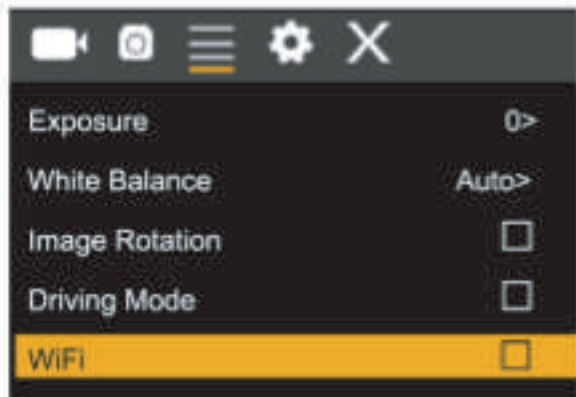 Exposure 0>
White Balance Auto>
Image Rotation
Driving Mode
WiFi